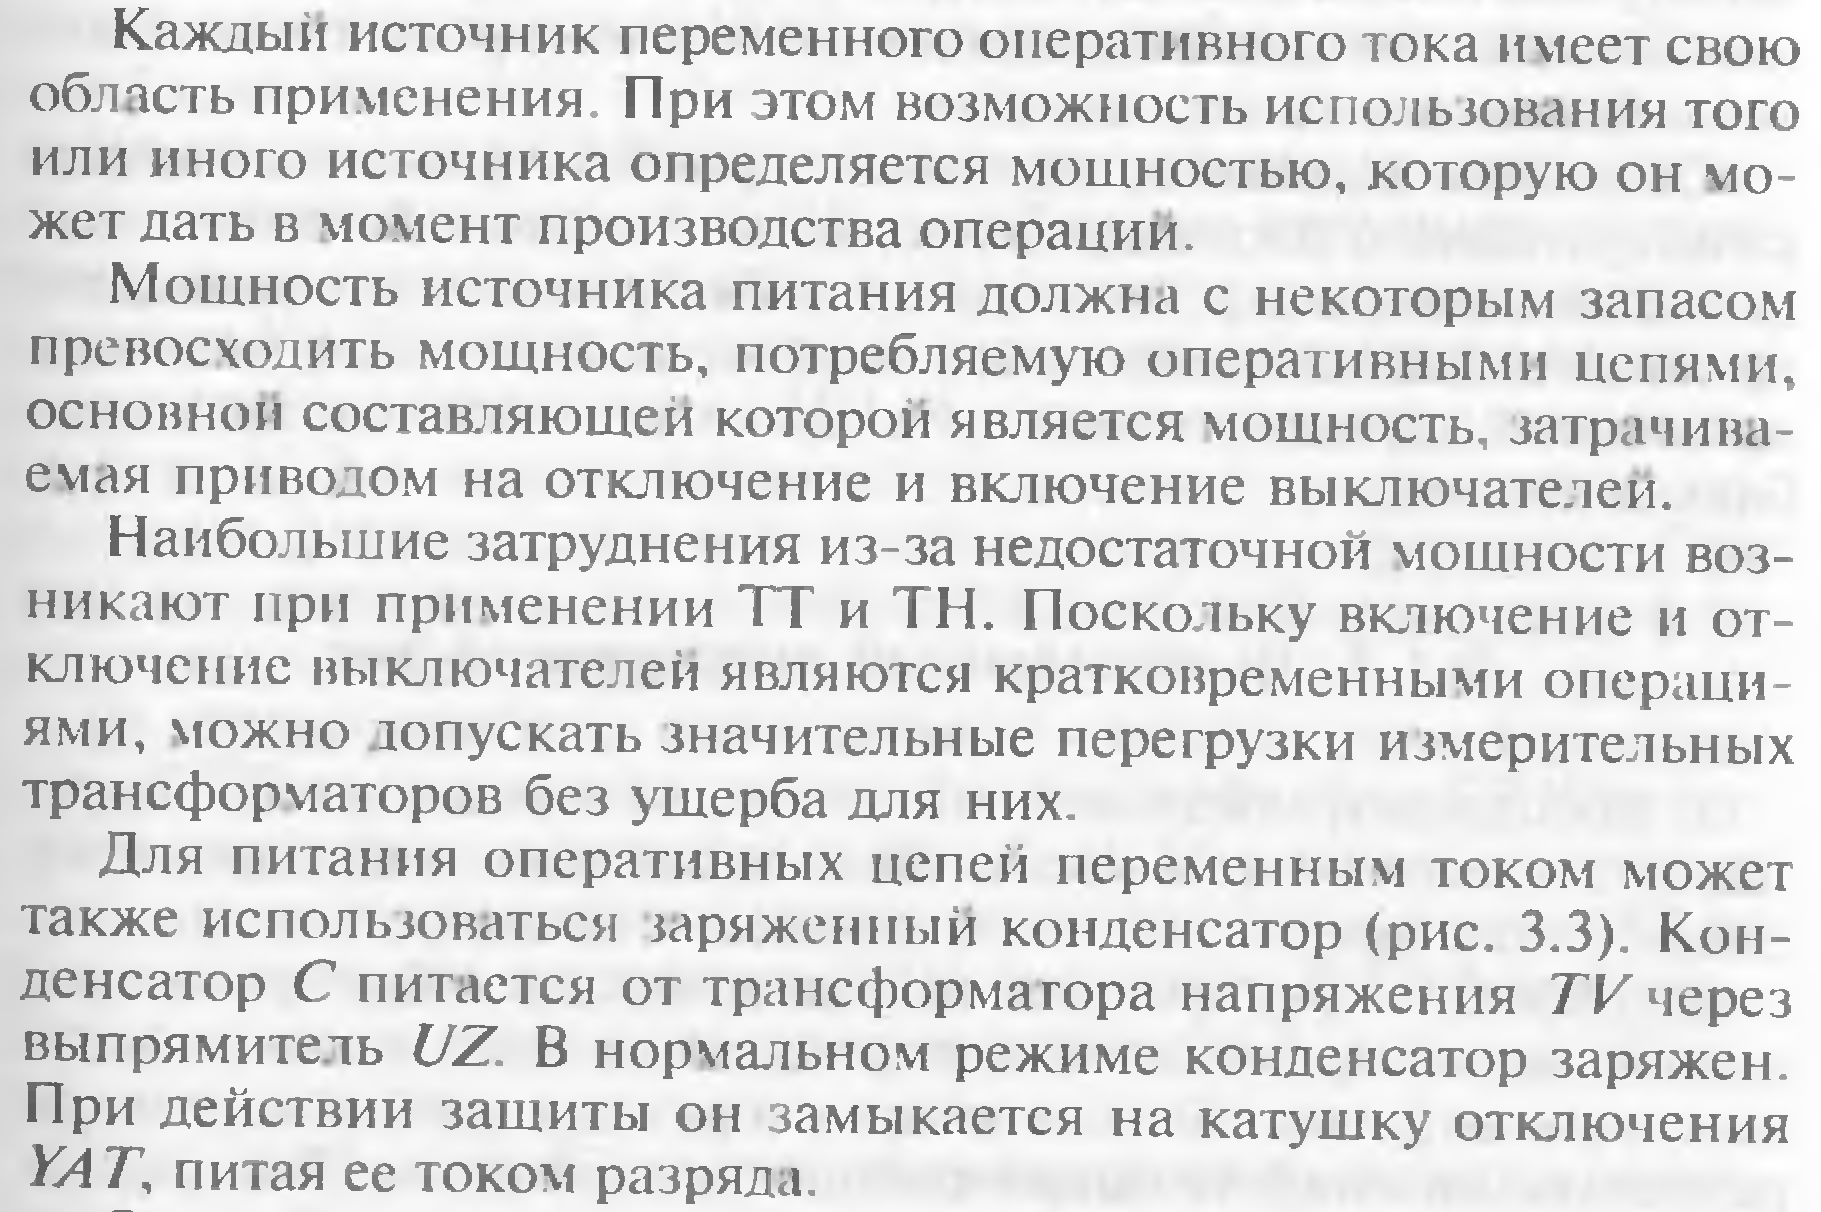 Каждый источник переменного оперативного тока имеет свою
область применения. При этом возможность использования того
или иного источника определяется мощностью, которую он мо-
жет дать в момент производства операций.
Мощность источника питания должна с некоторым запасом
превосходить мощность, потребляемую оперативными цепями,
основной составляющей которой является мощность, затрачива-
емая приводом на отключение и включение выключателей.
Наибольшие затруднения из-за недостаточной мощности воз-
никают при применении ТТ и ТН. Поскольку включение и от-
ключение выключателей являются кратковременными операци-
ями, можно допускать значительные перегрузки измерительных
трансформаторов без ущерба для них.
Для питания оперативных цепей переменным током может
также использоваться заряженный конденсатор (рис. 3.3). Кон-
денсатор C питается от трансформатора напряжения TV через
выпрямитель UZ. В нормальном режиме конденсатор заряжен.
При действии защиты он замыкается на катушку отключения
YAT, питая ее током разряда.